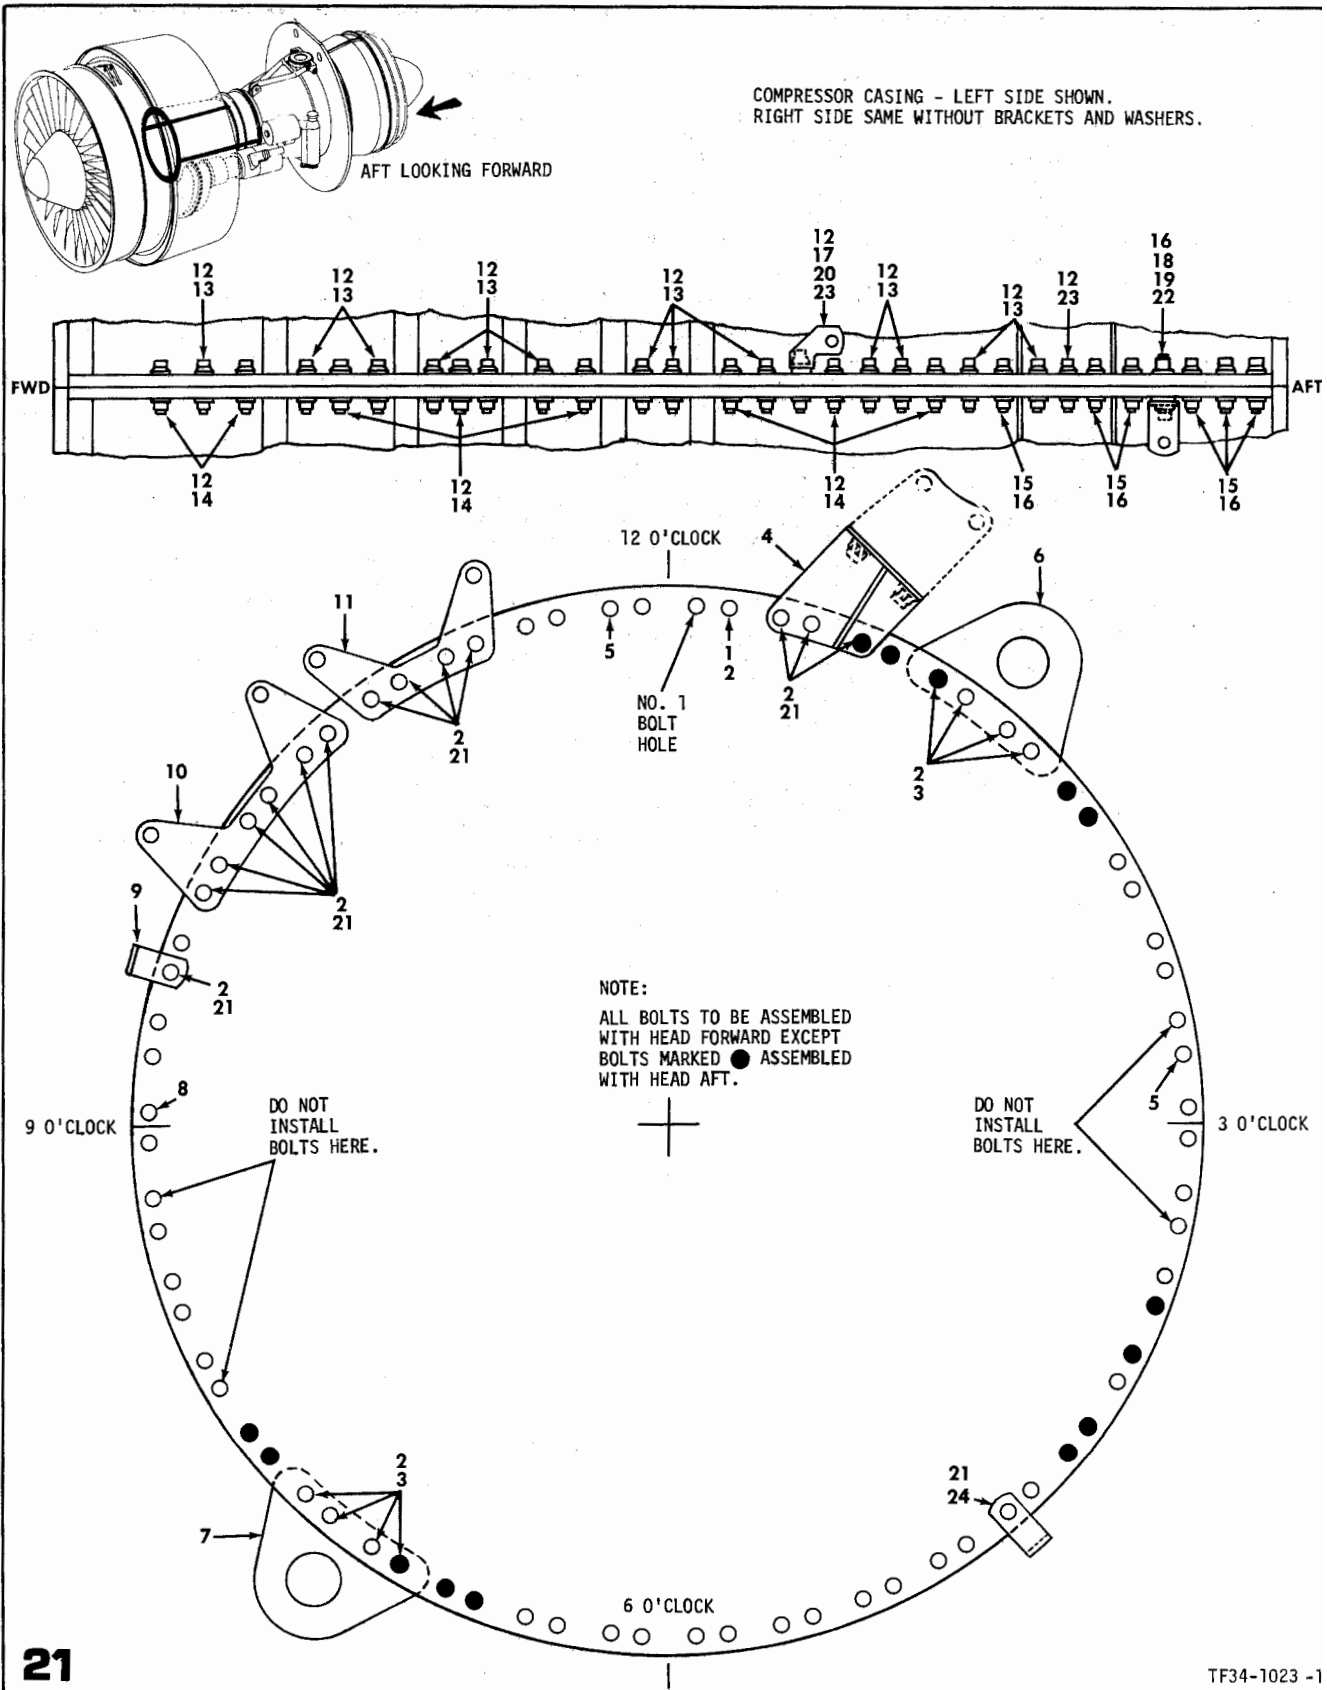 COMPRESSOR CASING - LEFT SIDE SHOWN.
RIGHT SIDE SAME WITHOUT BRACKETS AND WASHERS.
AFT LOOKING FORWARD
12
13
12
13
12
13
12
13
12
17
20
23
12
13
12
13
12
23
16
18
19
22
FWD
AFT
12
14
12
14
12
14
15
16
15
16
15
16
12 O'CLOCK
4
6
11
5
1
2
NO. 1
BOLT
HOLE
2
21
2
21
2
3
10
9
2
21
2
21
NOTE:
ALL BOLTS TO BE ASSEMBLED
WITH HEAD FORWARD EXCEPT
BOLTS MARKED ● ASSEMBLED
WITH HEAD AFT.
8
9 O'CLOCK
DO NOT
INSTALL
BOLTS HERE.
DO NOT
INSTALL
BOLTS HERE.
5
3 O'CLOCK
2
3
7
21
24
6 O'CLOCK
21
TF34-1023 -1